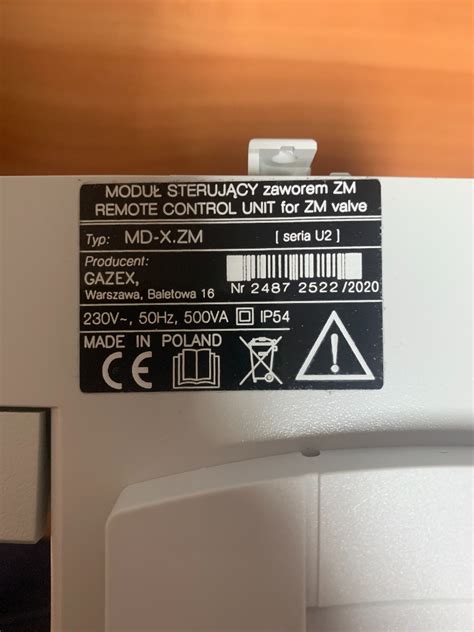 MODUŁ STERUJĄCY zaworem ZM
REMOTE CONTROL UNIT for ZM valve
Typ: MD-X.ZM [ seria U2 ]
Producent:
GAZEX,
Warszawa, Baletowa 16
Nr 2487 2522 /2020
230V~, 50Hz, 500VA IP54
MADE IN POLAND
CE